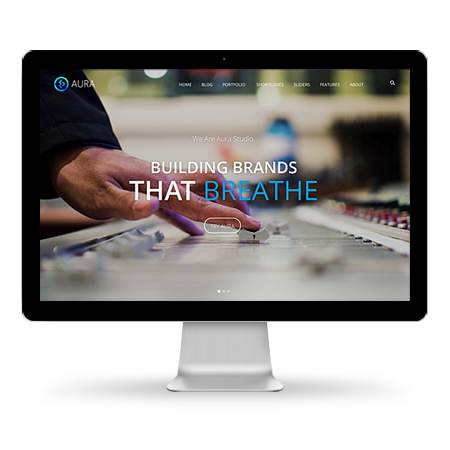 AURA
HOME BLOG PORTFOLIO SHORTCODES SLIDERS FEATURES ABOUT
We Are Aura Studio.
BUILDING BRANDS
THAT BREATHE
TRY AURA